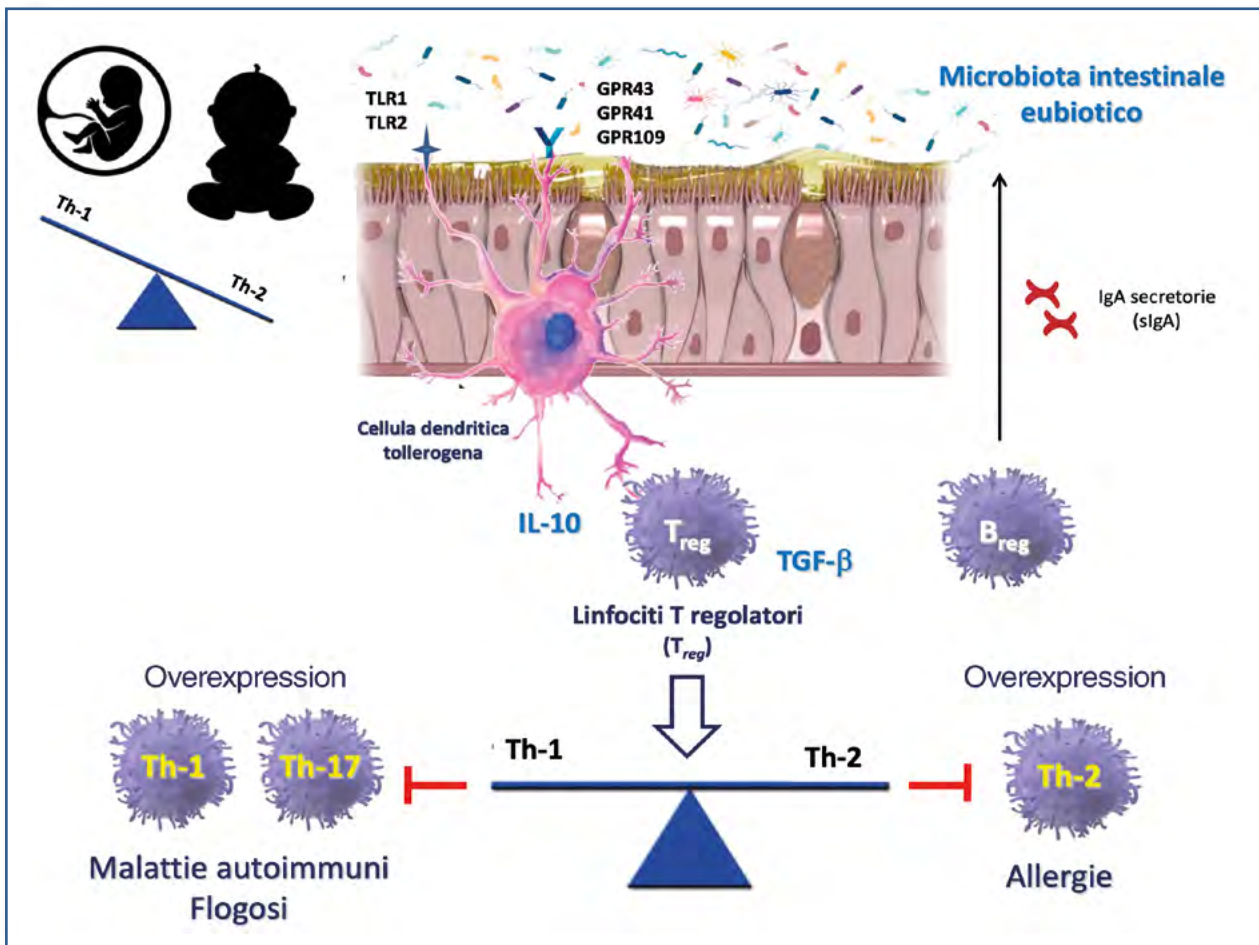 TLR1
TLR2
GPR43
GPR41
GPR109
Microbiota intestinale
eubiotico
Th-1
Th-2
IgA secretorie
(sIgA)
Cellula dendritica
tollerogena
IL-10
Treg
TGF-β
Breg
Linfociti T regolatori
(Treg)
Overexpression
Overexpression
Th-1
Th-17
Th-1
Th-2
Th-2
Malattie autoimmuni
Flogosi
Allergie